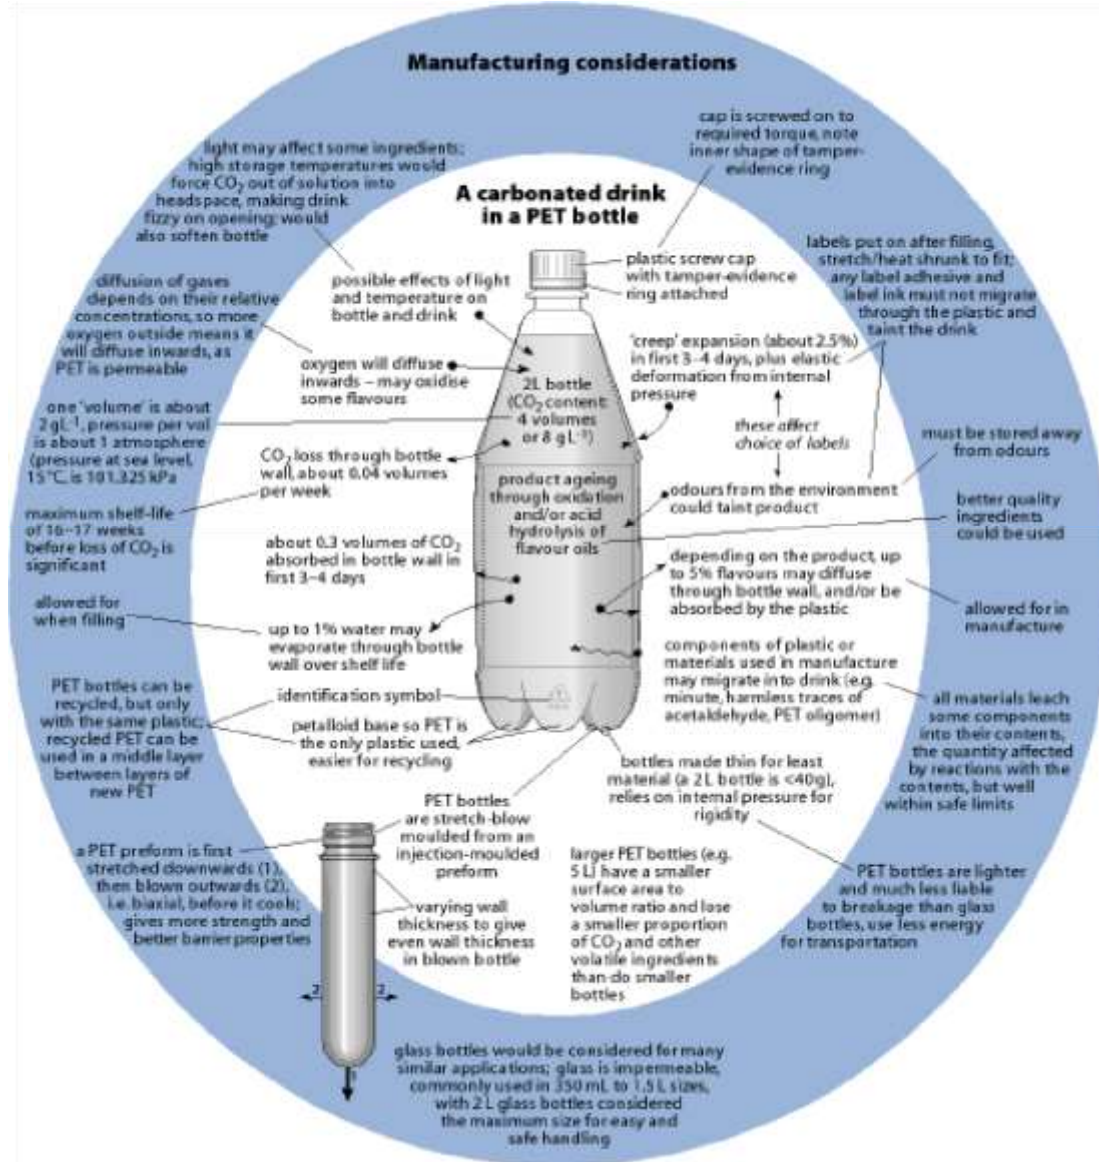 Manufacturing considerations
cap is screwed on to
required torque, note
inner shape of tamper-
evidence ring
light may affect some ingredients;
high storage temperatures would
force CO₂ out of solution into
headspace, making drink
fizzy on opening; would
also soften bottle
A carbonated drink
in a PET bottle
labels put on after filling,
stretch/heat shrunk to fit;
any label adhesive and
label ink must not migrate
through the plastic and
taint the drink
plastic screw cap
with tamper-evidence
ring attached
possible effects of light
and temperature on
bottle and drink
diffusion of gases
depends on their relative
concentrations, so more
oxygen outside means it
will diffuse inwards, as
PET is permeable
'creep' expansion (about 2.5%)
in first 3–4 days, plus elastic
deformation from internal
pressure
oxygen will diffuse
inwards – may oxidise
some flavours
2L bottle
(CO₂ content:
4 volumes
or 8 gL⁻¹)
one 'volume' is about
2 gL⁻¹, pressure per vol
is about 1 atmosphere
(pressure at sea level,
15°C, is 101.325 kPa
these affect
choice of labels
must be stored away
from odours
CO₂ loss through bottle
wall, about 0.04 volumes
per week
product ageing
through oxidation
and/or acid
hydrolysis of
flavour oils
odours from the environment
could taint product
better quality
ingredients
could be used
maximum shelf-life
of 16–17 weeks
before loss of CO₂ is
significant
about 0.3 volumes of CO₂
absorbed in bottle wall in
first 3–4 days
depending on the product, up
to 5% flavours may diffuse
through bottle wall, and/or be
absorbed by the plastic
allowed for in
manufacture
allowed for
when filling
up to 1% water may
evaporate through bottle
wall over shelf life
components of plastic or
materials used in manufacture
may migrate into drink (e.g.
minute, harmless traces of
acetaldehyde, PET oligomer)
all materials leach
some components
into their contents,
the quantity affected
by reactions with the
contents, but well
within safe limits
PET bottles can be
recycled, but only
with the same plastic;
recycled PET can be
used in a middle layer
between layers of
new PET
identification symbol
petalloid base so PET is
the only plastic used,
easier for recycling
bottles made thin for least
material (a 2L bottle is <40g),
relies on internal pressure for
rigidity
PET bottles
are stretch-blow
moulded from an
injection-moulded
preform
a PET preform is first
stretched downwards (1),
then blown outwards (2),
i.e. biaxial, before it cools;
gives more strength and
better barrier properties
varying wall
thickness to give
even wall thickness
in blown bottle
larger PET bottles (e.g.
5L) have a smaller
surface area to
volume ratio and lose
a smaller proportion
of CO₂ and other
volatile ingredients
than do smaller
bottles
PET bottles are lighter
and much less liable
to breakage than glass
bottles, use less energy
for transportation
2 2
1
glass bottles would be considered for many
similar applications; glass is impermeable,
commonly used in 350 mL to 1.5 L sizes,
with 2 L glass bottles considered
the maximum size for easy and
safe handling